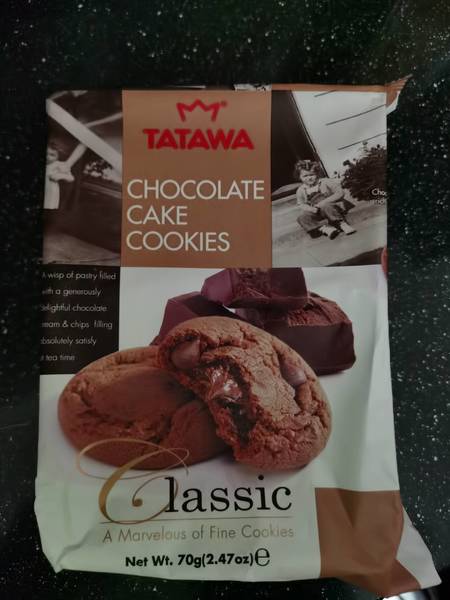 TATAWA
CHOCOLATE
CAKE
COOKIES
A wisp of pastry filled
with a generously
delightful chocolate
cream & chips filling
absolutely satisfy
tea time
Classic
A Marvelous of Fine Cookies
Net Wt. 70g(2.47oz)e